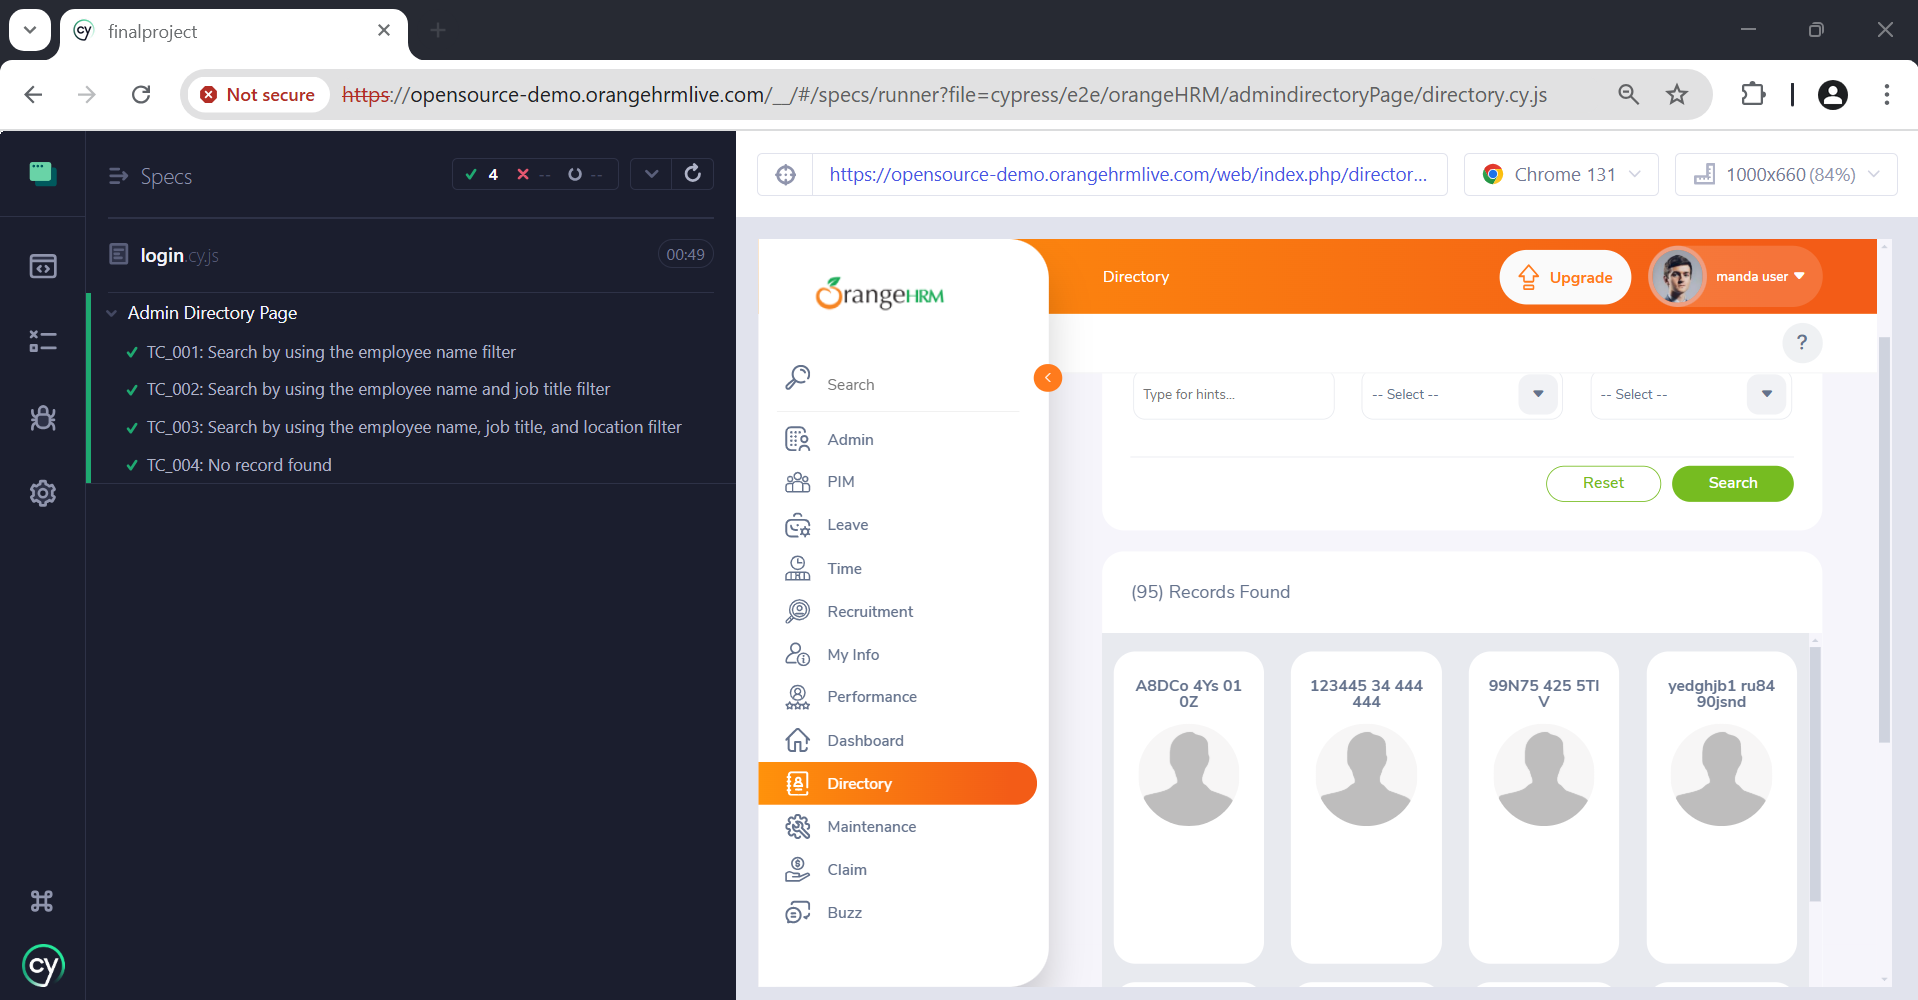 finalproject
Not secure
https://opensource-demo.orangehrmlive.com/__/#/specs/runner?file=cypress/e2e/orangeHRM/admindirectoryPage/directory.cy.js
Specs
4 -- --
login.cy.js
00:49
Admin Directory Page
TC_001: Search by using the employee name filter
TC_002: Search by using the employee name and job title filter
TC_003: Search by using the employee name, job title, and location filter
TC_004: No record found
cy
https://opensource-demo.orangehrmlive.com/web/index.php/director...
Chrome 131
1000x660 (84%)
OrangeHRM
Search
Admin
PIM
Leave
Time
Recruitment
My Info
Performance
Dashboard
Directory
Maintenance
Claim
Buzz
Directory
Upgrade
manda user
?
Type for hints...
-- Select --
-- Select --
Reset
Search
(95) Records Found
A8DCo 4Ys 01
0Z
123445 34 444
444
99N75 425 5TI
V
yedghjb1 ru84
90jsnd